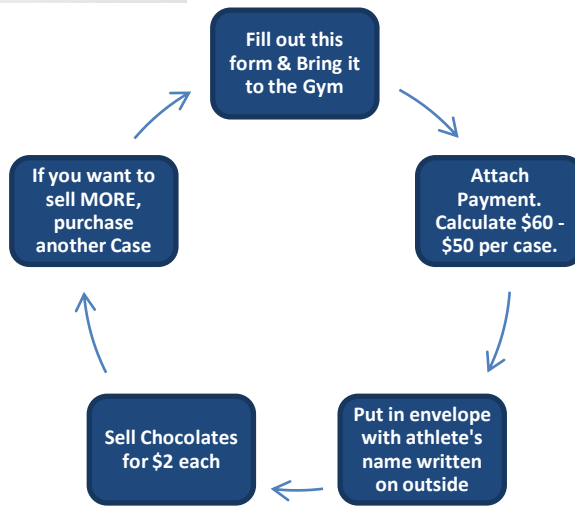 Fill out this
form & Bring it
to the Gym
Attach
Payment.
Calculate $60 -
$50 per case.
Put in envelope
with athlete's
name written
on outside
Sell Chocolates
for $2 each
If you want to
sell MORE,
purchase
another Case